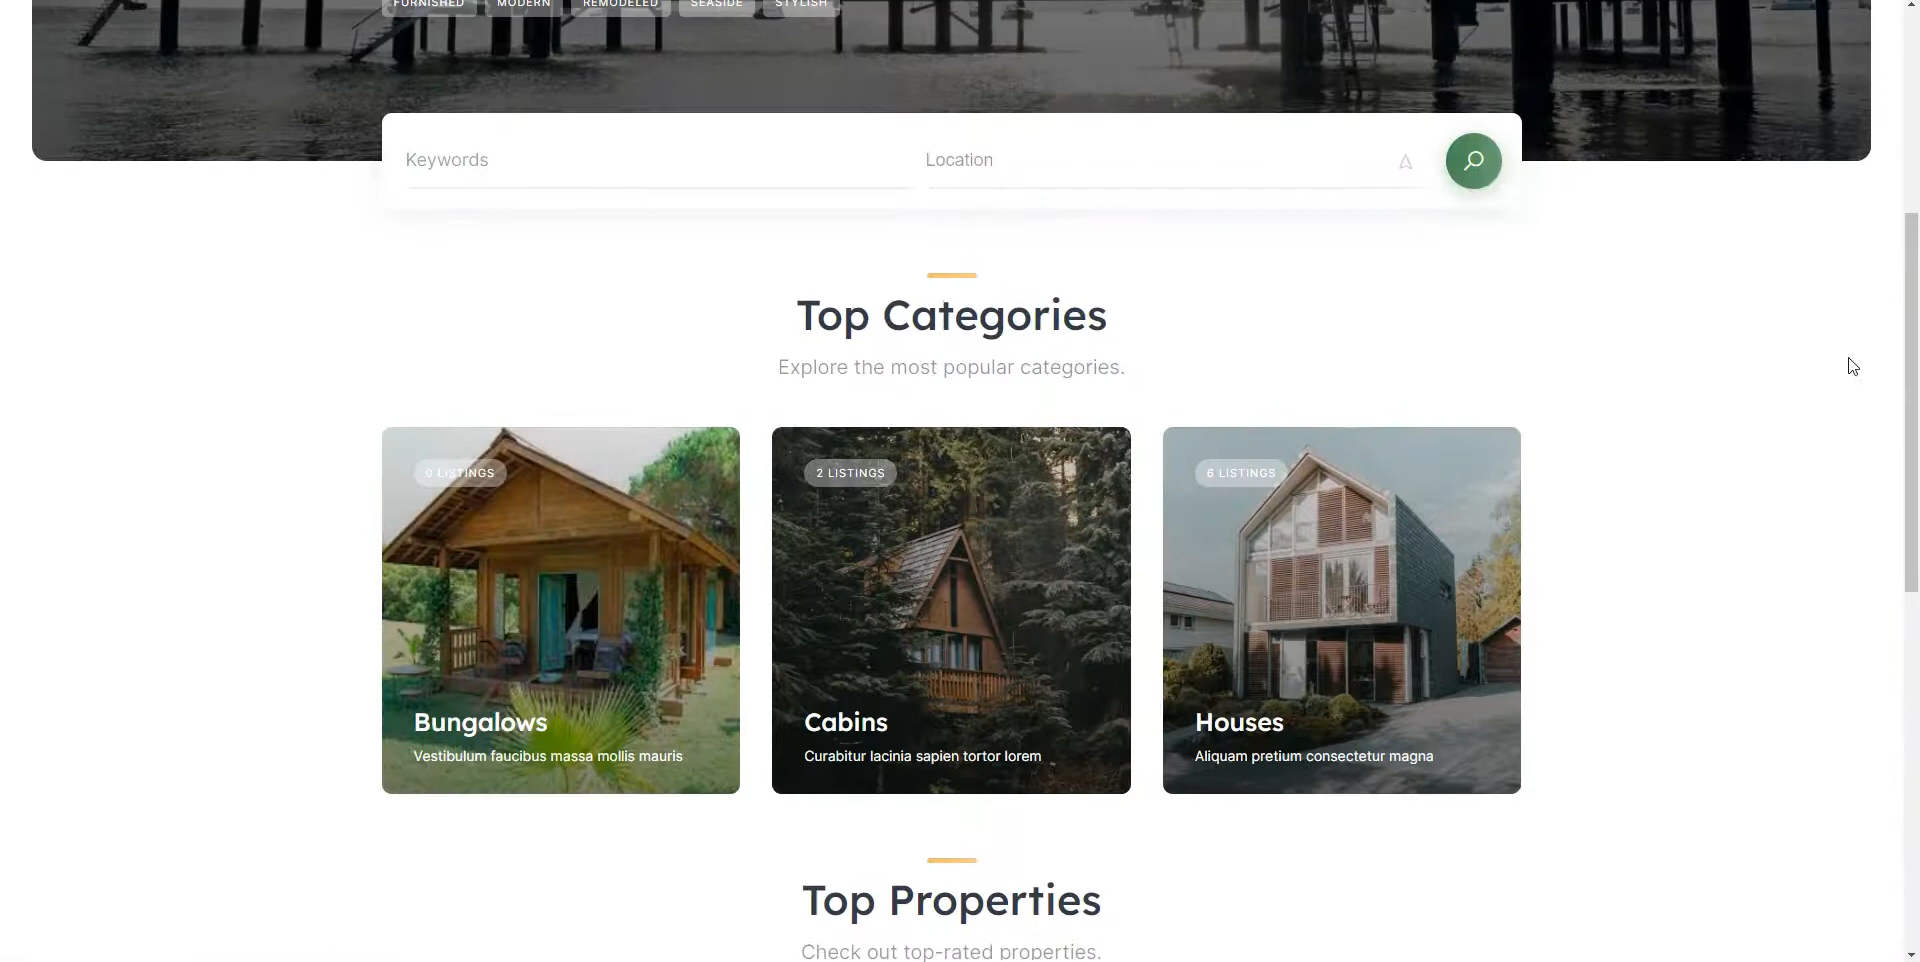 FURNISHED MODERN REMODELED SEASIDE STYLISH
Keywords Location
Top Categories
Explore the most popular categories.
0 LISTINGS 2 LISTINGS 6 LISTINGS
Bungalows Cabins Houses
Vestibulum faucibus massa mollis mauris Curabitur lacinia sapien tortor lorem Aliquam pretium consectetur magna
Top Properties
Check out top-rated properties.